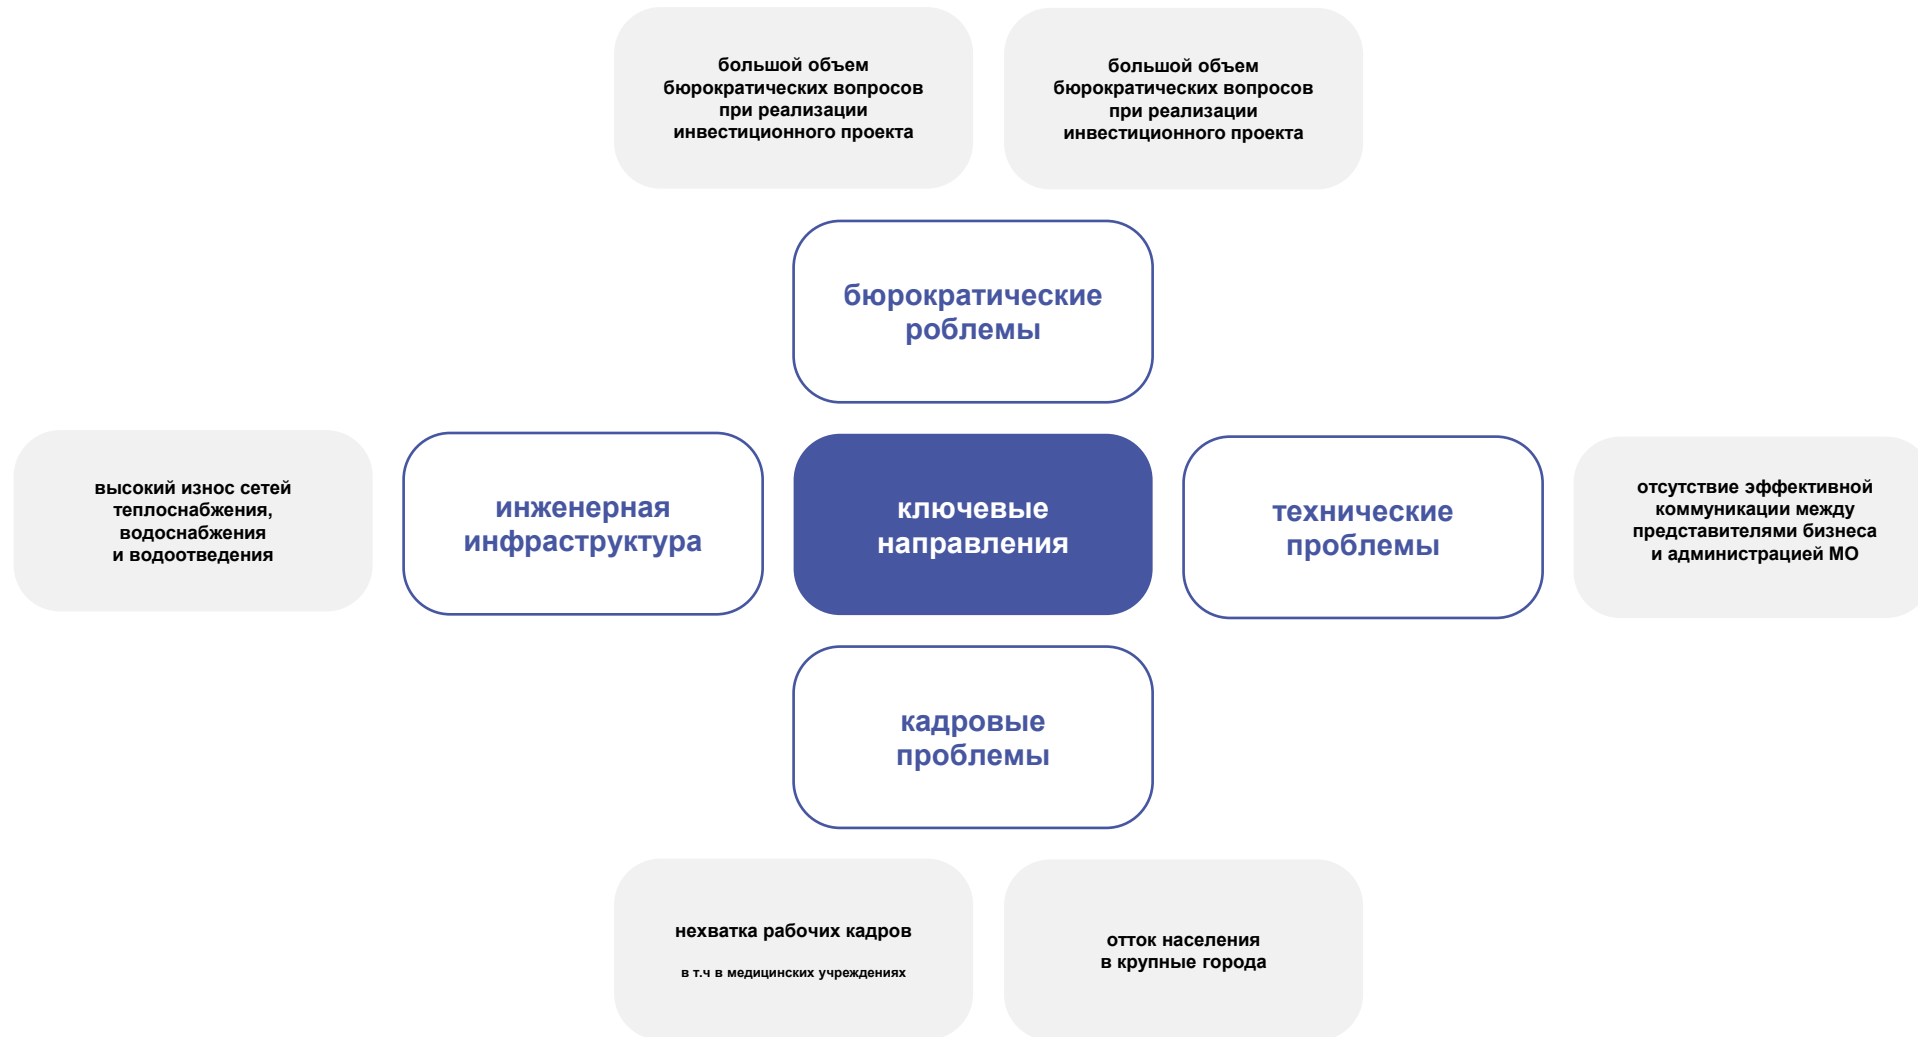 большой объем
бюрократических вопросов
при реализации
инвестиционного проекта
большой объем
бюрократических вопросов
при реализации
инвестиционного проекта
бюрократические
роблемы
высокий износ сетей
теплоснабжения,
водоснабжения
и водоотведения
инженерная
инфраструктура
ключевые
направления
технические
проблемы
отсутствие эффективной
коммуникации между
представителями бизнеса
и администрацией МО
кадровые
проблемы
нехватка рабочих кадров
в т.ч в медицинских учреждениях
отток населения
в крупные города